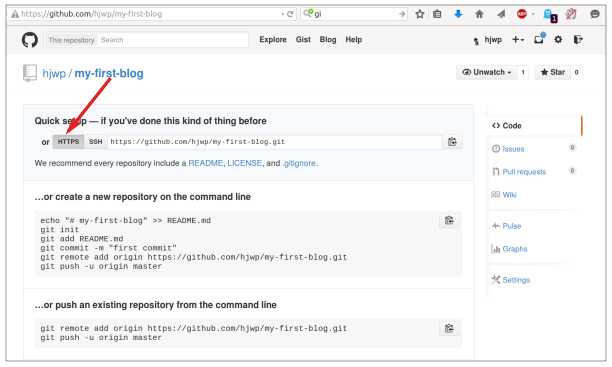 https://github.com/hjwp/my-first-blog
gi
ABP
1
This repository Search
Explore Gist Blog Help
hjwp
hjwp / my-first-blog
Unwatch 1
Star 0
Quick setup — if you've done this kind of thing before
or HTTPS SSH https://github.com/hjwp/my-first-blog.git
We recommend every repository include a README, LICENSE, and .gitignore.
…or create a new repository on the command line
echo "# my-first-blog" >> README.md
git init
git add README.md
git commit -m "first commit"
git remote add origin https://github.com/hjwp/my-first-blog.git
git push -u origin master
…or push an existing repository from the command line
git remote add origin https://github.com/hjwp/my-first-blog.git
git push -u origin master
<> Code
Issues 0
Pull requests 0
Wiki
Pulse
Graphs
Settings